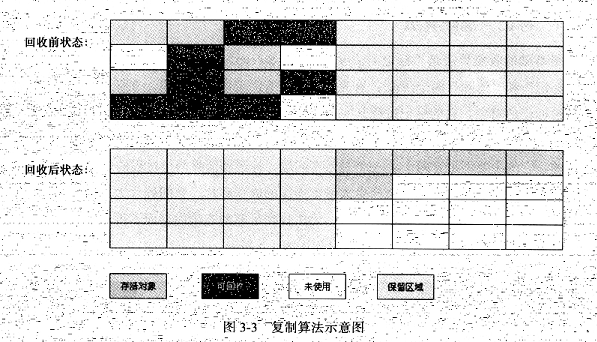 回收前状态:
回收后状态:
存活对象
可回收
未使用
保留区域
图 3-3 复制算法示意图